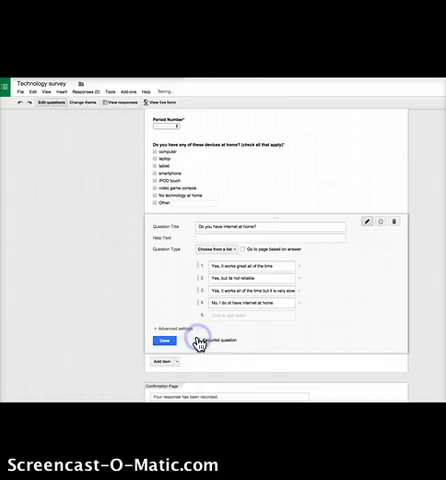 Technology survey
File Edit View Insert Responses (0) Tools Add-ons Help Saving...
Edit questions Change theme View responses View live form
Period Number*
Do you have any of these devices at home? (check all that apply)*
computer
laptop
tablet
smartphone
iPOD touch
video game console
No technology at home
Other:
Question Title Do you have internet at home?
Help Text
Question Type Choose from a list Go to page based on answer
1. Yes, it works great all of the time
2. Yes, but its not reliable
3. Yes, it works all of the time but it is very slow
4. No, I do ot have internet at home
5. Click to add option
Advanced settings
Done question
Add item
Confirmation Page
Your response has been recorded.
Screencast-O-Matic.com